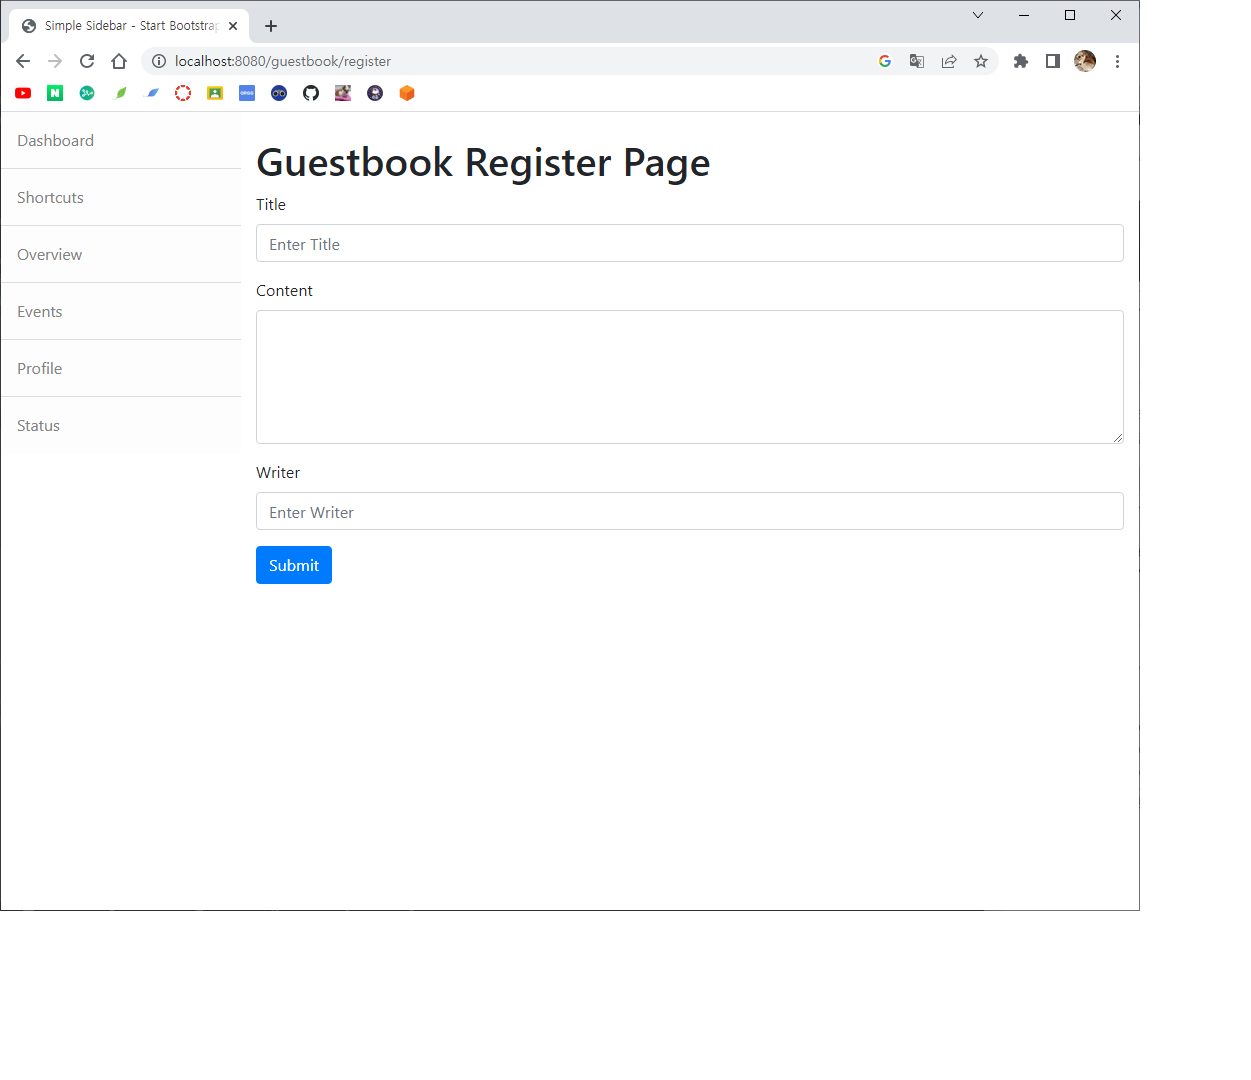 Simple Sidebar - Start Bootstrap
localhost:8080/guestbook/register
Dashboard
Shortcuts
Overview
Events
Profile
Status
Guestbook Register Page
Title
Enter Title
Content
Writer
Enter Writer
Submit